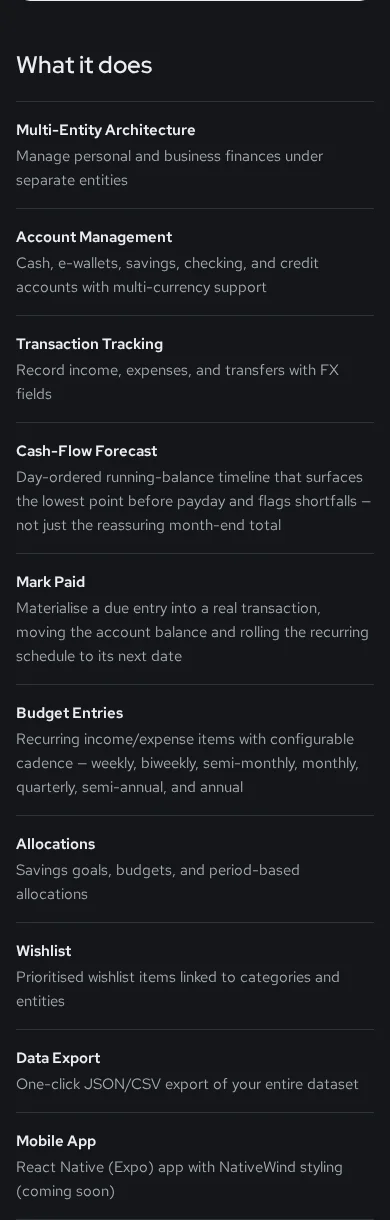 What it does
Multi-Entity Architecture
Manage personal and business finances under
separate entities
Account Management
Cash, e-wallets, savings, checking, and credit
accounts with multi-currency support
Transaction Tracking
Record income, expenses, and transfers with FX
fields
Cash-Flow Forecast
Day-ordered running-balance timeline that surfaces
the lowest point before payday and flags shortfalls —
not just the reassuring month-end total
Mark Paid
Materialise a due entry into a real transaction,
moving the account balance and rolling the recurring
schedule to its next date
Budget Entries
Recurring income/expense items with configurable
cadence — weekly, biweekly, semi-monthly, monthly,
quarterly, semi-annual, and annual
Allocations
Savings goals, budgets, and period-based
allocations
Wishlist
Prioritised wishlist items linked to categories and
entities
Data Export
One-click JSON/CSV export of your entire dataset
Mobile App
React Native (Expo) app with NativeWind styling
(coming soon)